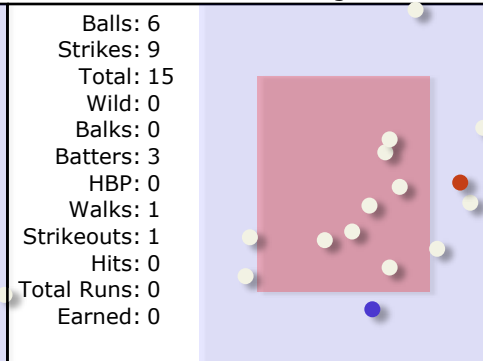 Balls: 6
Strikes: 9
Total: 15
Wild: 0
Balks: 0
Batters: 3
HBP: 0
Walks: 1
Strikeouts: 1
Hits: 0
Total Runs: 0
Earned: 0